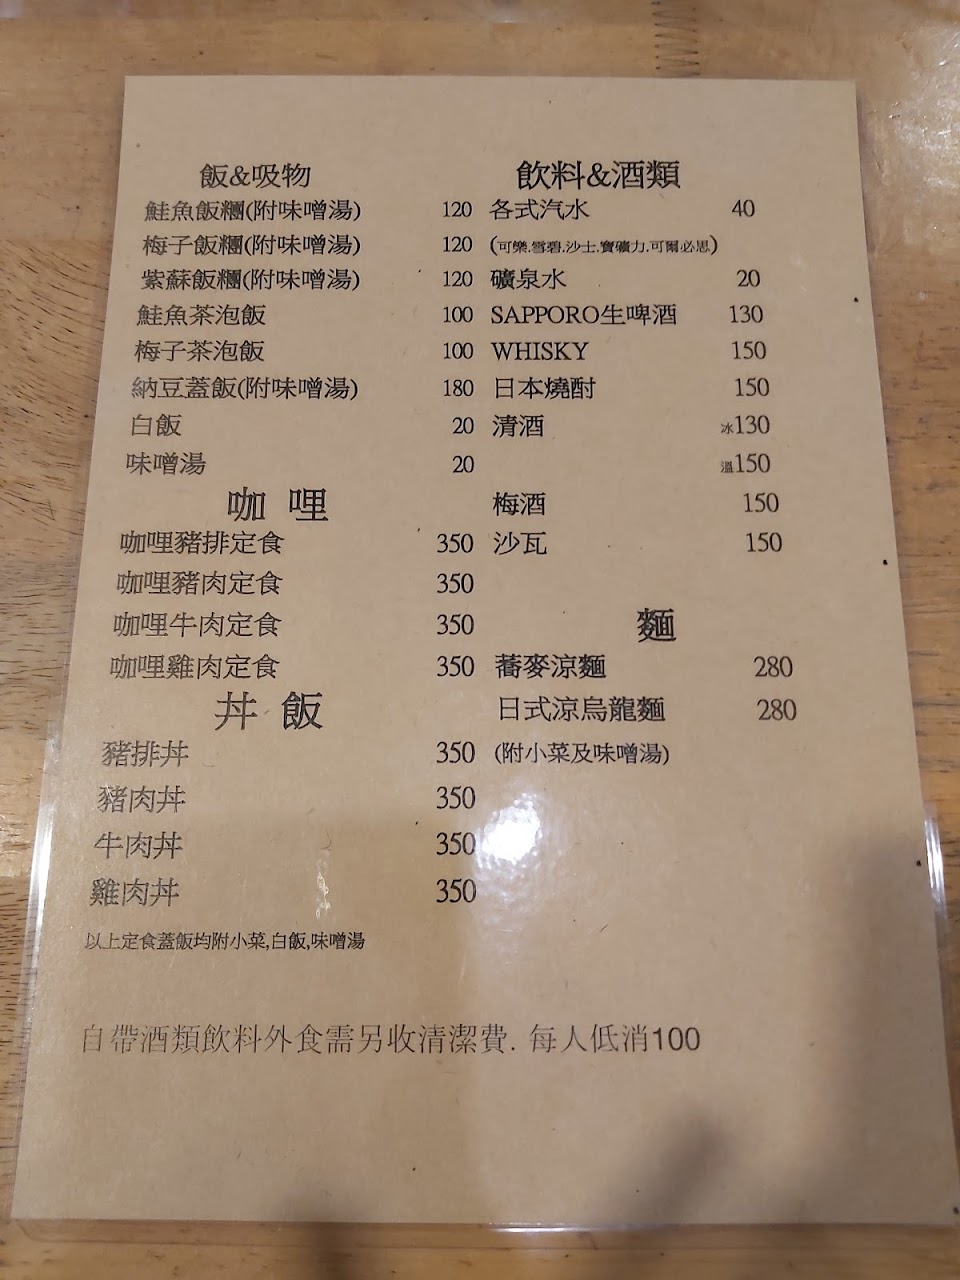 飯&吸物
鮭魚飯糰(附味噌湯) 120
梅子飯糰(附味噌湯) 120
紫蘇飯糰(附味噌湯) 120
鮭魚茶泡飯 100
梅子茶泡飯 100
納豆蓋飯(附味噌湯) 180
白飯 20
味噌湯 20
咖哩
咖哩豬排定食 350
咖哩豬肉定食 350
咖哩牛肉定食 350
咖哩雞肉定食 350
丼飯
豬排丼 350
豬肉丼 350
牛肉丼 350
雞肉丼 350
以上定食蓋飯均附小菜,白飯,味噌湯
飲料&酒類
各式汽水 40
(可樂.雪碧.沙士.寶礦力.可爾必思)
礦泉水 20
SAPPORO生啤酒 130
WHISKY 150
日本燒酎 150
清酒 冰130
溫150
梅酒 150
沙瓦 150
麵
蕎麥涼麵 280
日式涼烏龍麵 280
(附小菜及味噌湯)
自帶酒類飲料外食需另收清潔費. 每人低消100